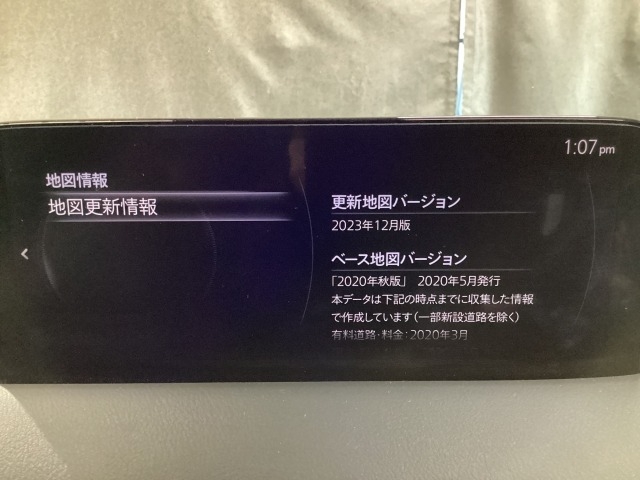 1:07 pm
地図情報
地図更新情報
更新地図バージョン
2023年12月版
ベース地図バージョン
「2020年秋版」 2020年5月発行
本データは下記の時点までに収集した情報
で作成しています(一部新設道路を除く)
有料道路・料金:2020年3月